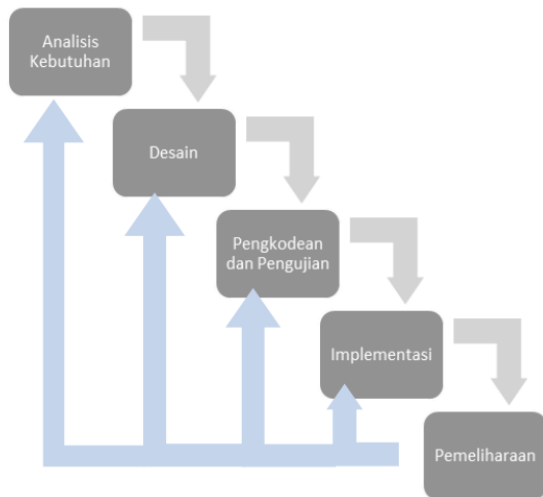 Analisis
Kebutuhan
Desain
Pengkodean
dan Pengujian
Implementasi
Pemeliharaan